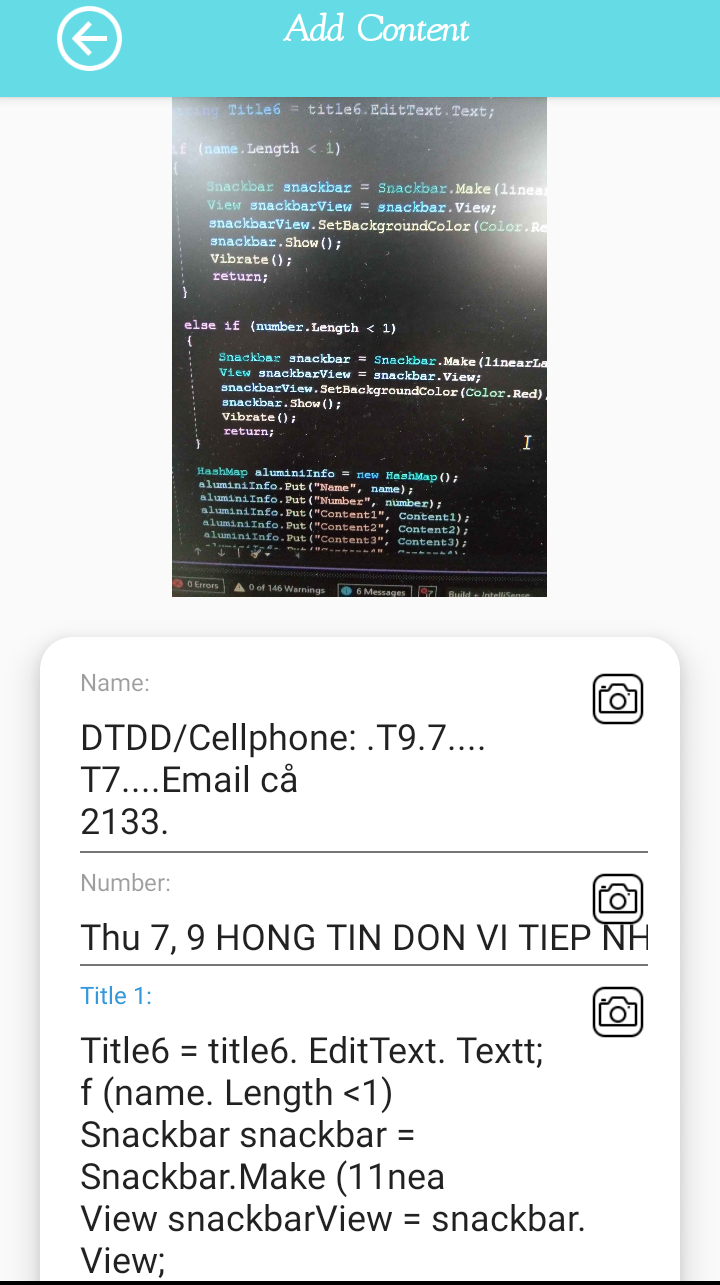 Add Content
Title6 = title6.EditText.Text;
if (name.Length < 1)
{
Snackbar snackbar = Snackbar.Make(linea
View snackbarView = snackbar.View;
snackbarView.SetBackgroundColor(Color.Re
snackbar.Show();
Vibrate();
return;
}
else if (number.Length < 1)
{
Snackbar snackbar = Snackbar.Make(linearLa
View snackbarView = snackbar.View;
snackbarView.SetBackgroundColor(Color.Red)
snackbar.Show();
Vibrate();
return;
}
HashMap aluminiInfo = new HashMap();
aluminiInfo.Put("Name", name);
aluminiInfo.Put("Number", number);
aluminiInfo.Put("Content1", Content1);
aluminiInfo.Put("Content2", Content2);
aluminiInfo.Put("Content3", Content3);
0 Errors 0 of 146 Warnings 6 Messages Build + IntelliSense
Name:
DTDD/Cellphone: .T9.7....
T7....Email cå
2133.
Number:
Thu 7, 9 HONG TIN DON VI TIEP NH
Title 1:
Title6 = title6. EditText. Textt;
f (name. Length <1)
Snackbar snackbar =
Snackbar.Make (11nea
View snackbarView = snackbar.
View;